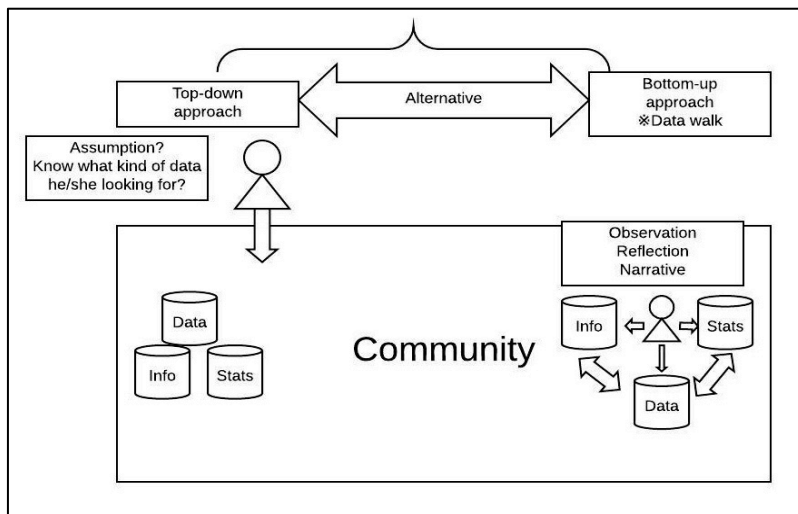 Top-down
approach
Alternative
Bottom-up
approach
※Data walk
Assumption?
Know what kind of data
he/she looking for?
Observation
Reflection
Narrative
Data
Info
Stats
Community
Info
Stats
Data